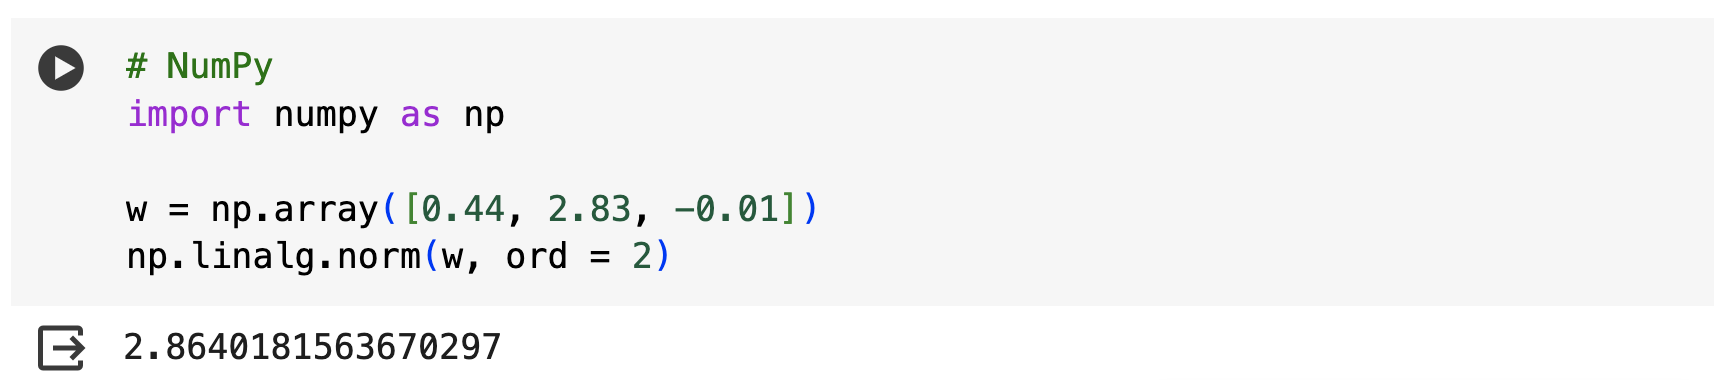 # NumPy
import numpy as np
w = np.array([0.44, 2.83, -0.01])
np.linalg.norm(w, ord = 2)
2.8640181563670297